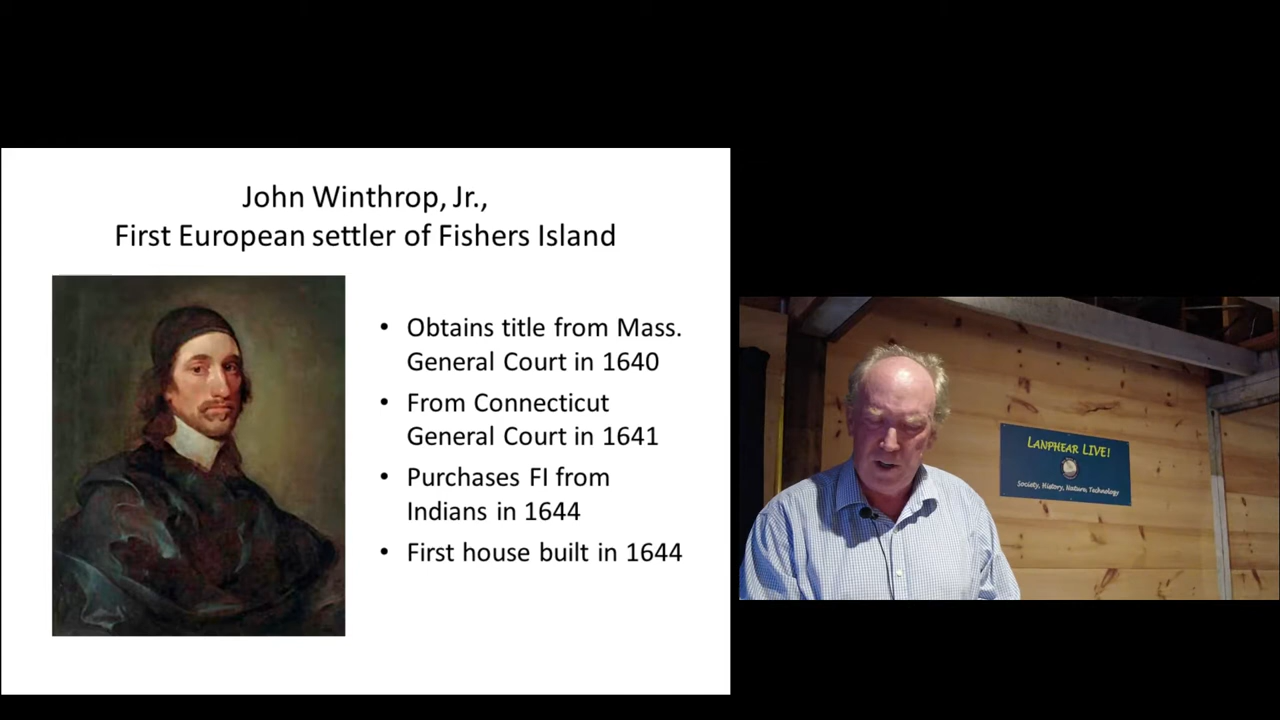 John Winthrop, Jr.,
First European settler of Fishers Island
• Obtains title from Mass.
General Court in 1640
• From Connecticut
General Court in 1641
• Purchases FI from
Indians in 1644
• First house built in 1644
LANPHEAR LIVE!
Society, History, Nature, Technology